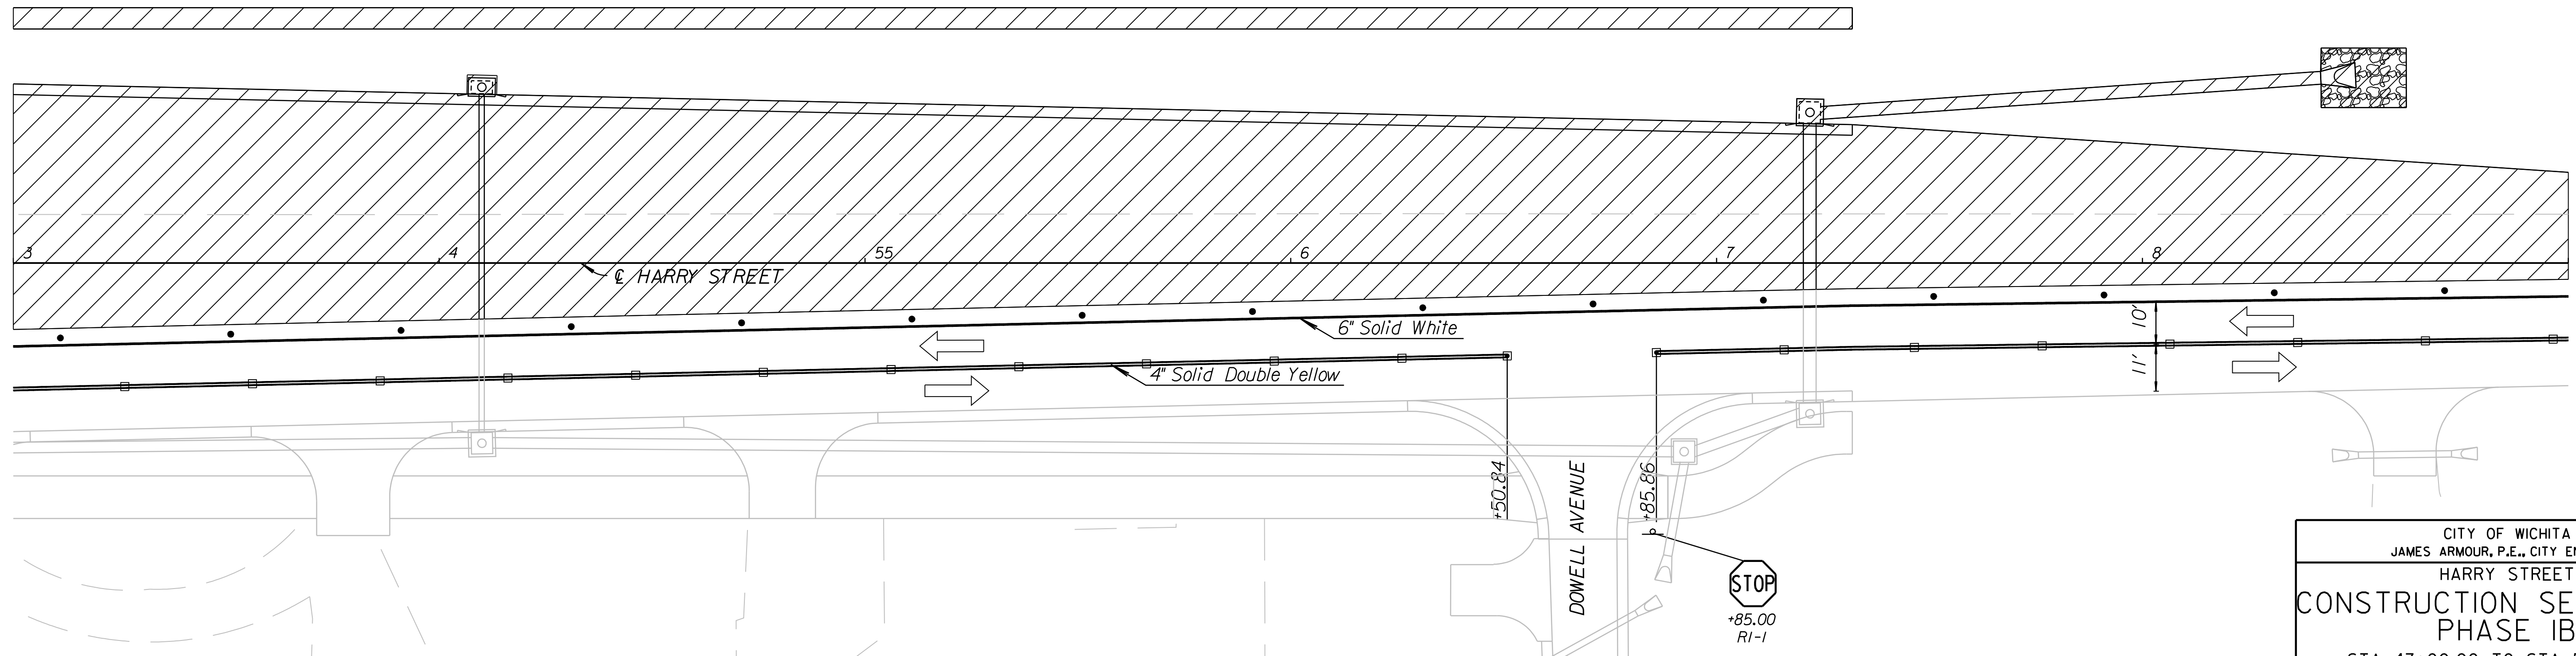 3
4
55
6
7
8
℄ HARRY STREET
6" Solid White
10'
11'
4" Solid Double Yellow
+50.84
DOWELL AVENUE
+85.86
STOP
+85.00
R1-1
CITY OF WICHITA
JAMES ARMOUR, P.E., CITY
HARRY STREET
CONSTRUCTION
PHASE 1B